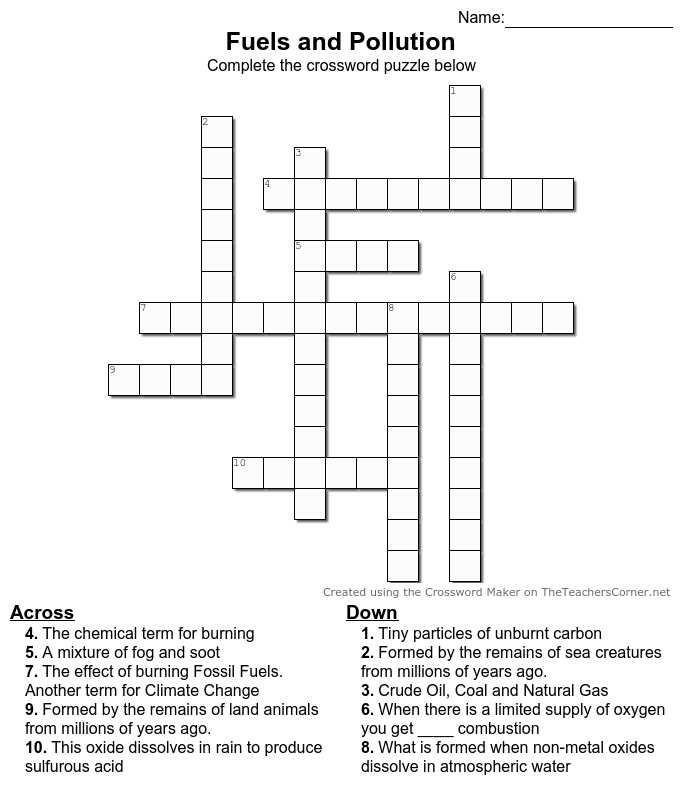 Name:
Fuels and Pollution
Complete the crossword puzzle below
1
2
3
4
5
6
7
8
9
10
Created using the Crossword Maker on TheTeachersCorner.net
Across
4. The chemical term for burning
5. A mixture of fog and soot
7. The effect of burning Fossil Fuels.
Another term for Climate Change
9. Formed by the remains of land animals
from millions of years ago.
10. This oxide dissolves in rain to produce
sulfurous acid
Down
1. Tiny particles of unburnt carbon
2. Formed by the remains of sea creatures
from millions of years ago.
3. Crude Oil, Coal and Natural Gas
6. When there is a limited supply of oxygen
you get ____ combustion
8. What is formed when non-metal oxides
dissolve in atmospheric water